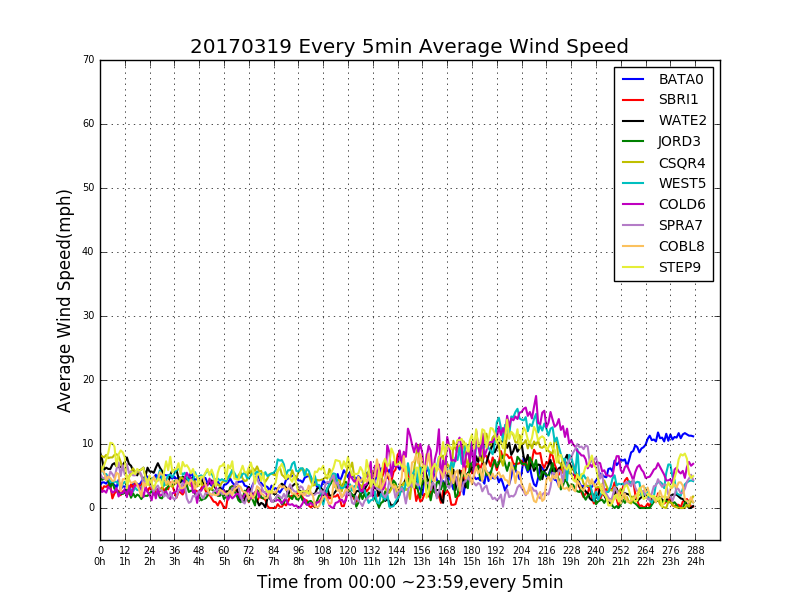 20170319 Every 5min Average Wind Speed
Average Wind Speed(mph)
70
60
50
40
30
20
10
0
BATA0
SBRI1
WATE2
JORD3
CSQR4
WEST5
COLD6
SPRA7
COBL8
STEP9
0 12 24 36 48 60 72 84 96 108 120 132 144 156 168 180 192 204 216 228 240 252 264 276 288
0h 1h 2h 3h 4h 5h 6h 7h 8h 9h 10h 11h 12h 13h 14h 15h 16h 17h 18h 19h 20h 21h 22h 23h 24h
Time from 00:00 ~23:59,every 5min